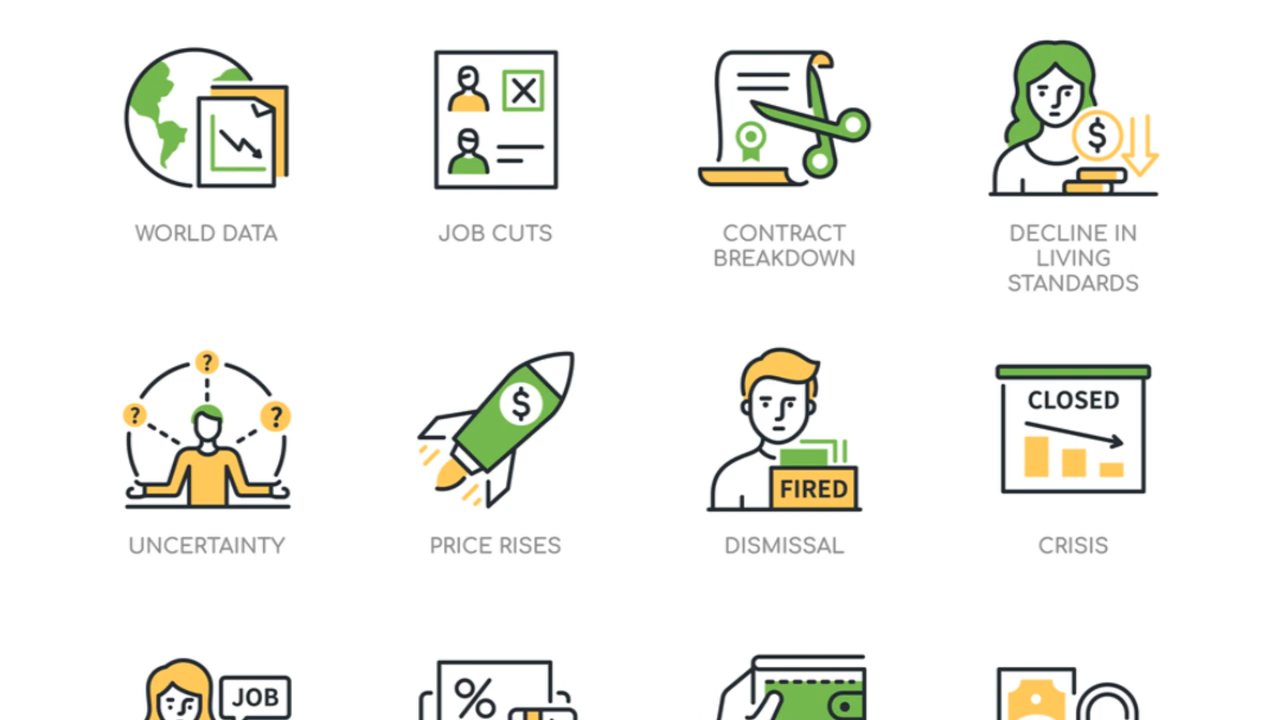 WORLD DATA
JOB CUTS
CONTRACT
BREAKDOWN
$
DECLINE IN
LIVING
STANDARDS
?
?
?
UNCERTAINTY
$
PRICE RISES
FIRED
DISMISSAL
CLOSED
CRISIS
JOB
%